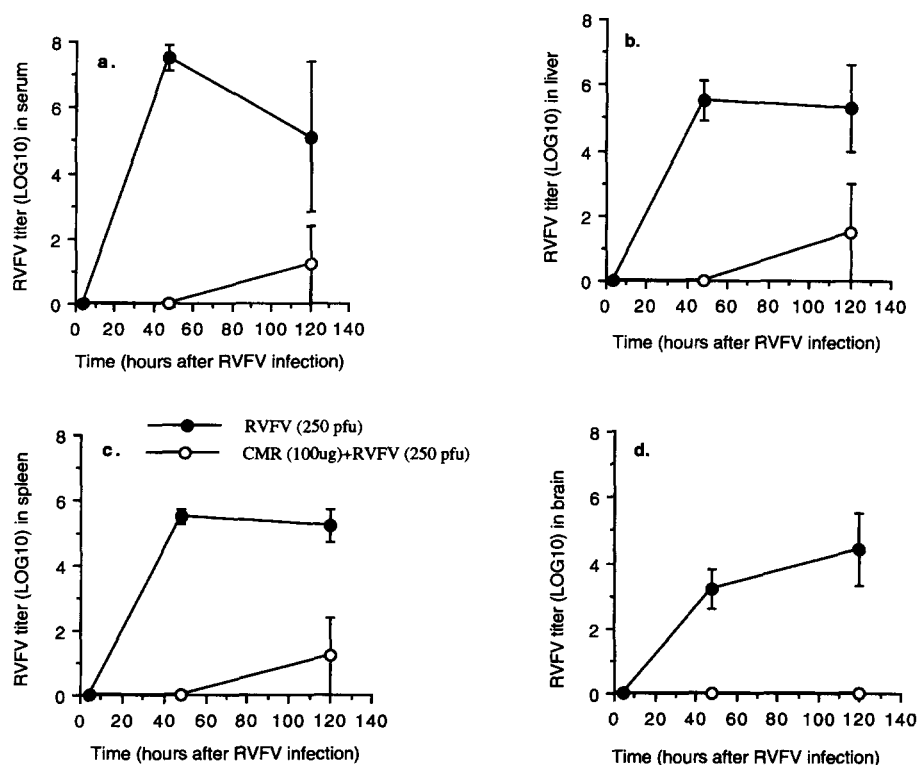 a.
RVFV titer (LOG10) in serum
8
6
4
2
0
0 20 40 60 80 100 120 140
Time (hours after RVFV infection)
b.
RVFV titer (LOG10) in liver
8
6
4
2
0
0 20 40 60 80 100 120 140
Time (hours after RVFV infection)
RVFV (250 pfu)
CMR (100ug)+RVFV (250 pfu)
c.
RVFV titer (LOG10) in spleen
8
6
4
2
0
0 20 40 60 80 100 120 140
Time (hours after RVFV infection)
d.
RVFV titer (LOG10) in brain
8
6
4
2
0
0 20 40 60 80 100 120 140
Time (hours after RVFV infection)